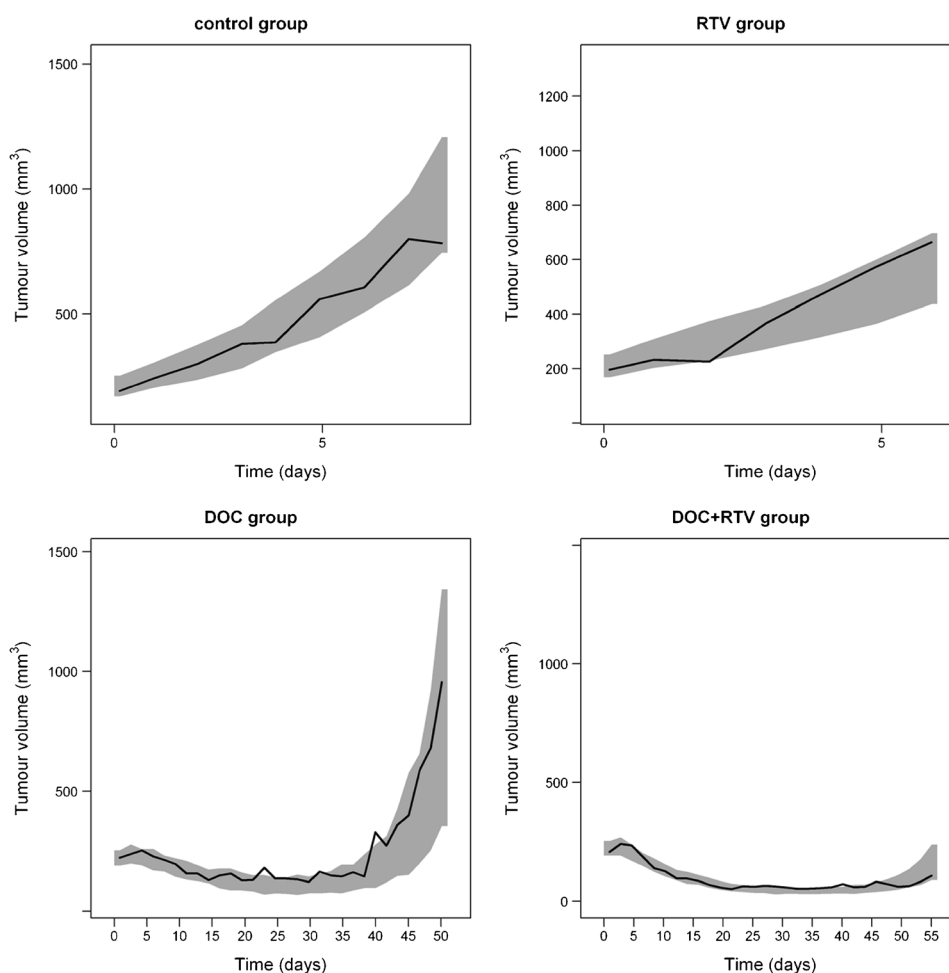 control group
RTV group
Tumour volume (mm³)
1500
1000
500
0
5
Time (days)
Tumour volume (mm³)
1200
1000
800
600
400
200
0
5
Time (days)
DOC group
DOC+RTV group
Tumour volume (mm³)
1500
1000
500
0 5 10 15 20 25 30 35 40 45 50
Time (days)
Tumour volume (mm³)
1000
500
0
0 5 10 15 20 25 30 35 40 45 50 55
Time (days)